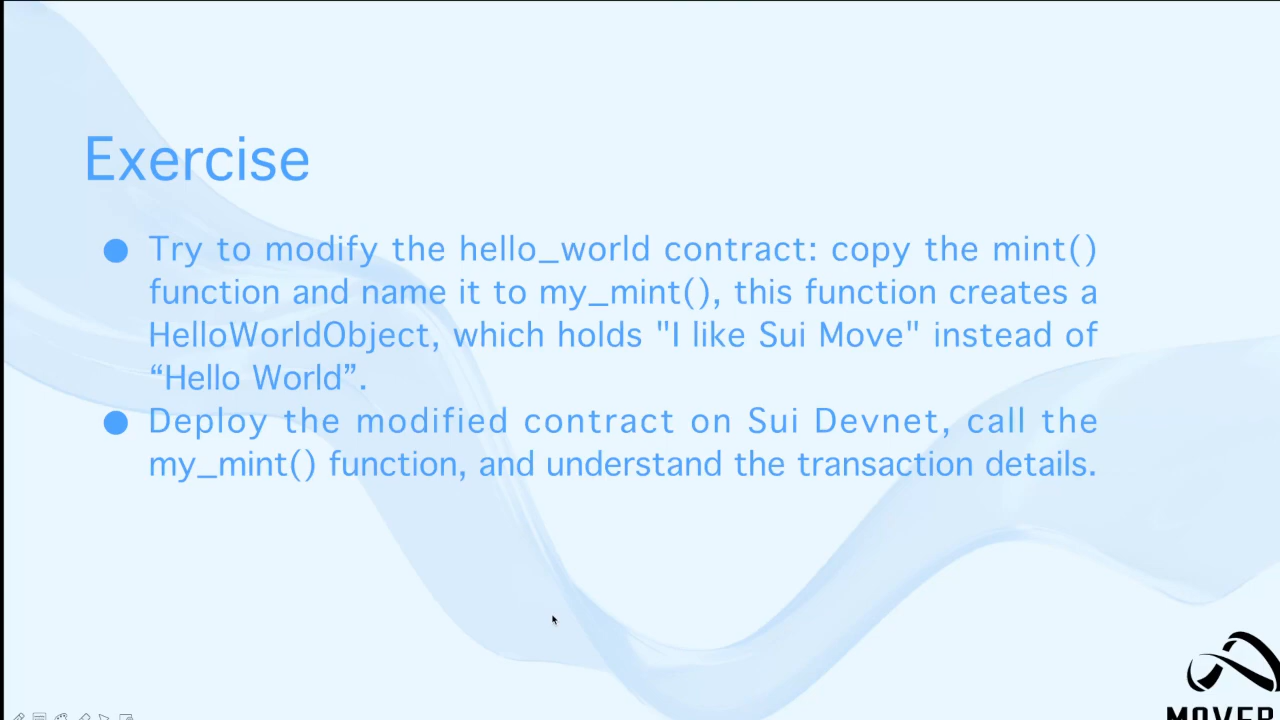 Exercise
Try to modify the hello_world contract: copy the mint()
function and name it to my_mint(), this function creates a
HelloWorldObject, which holds "I like Sui Move" instead of
“Hello World”.
Deploy the modified contract on Sui Devnet, call the
my_mint() function, and understand the transaction details.